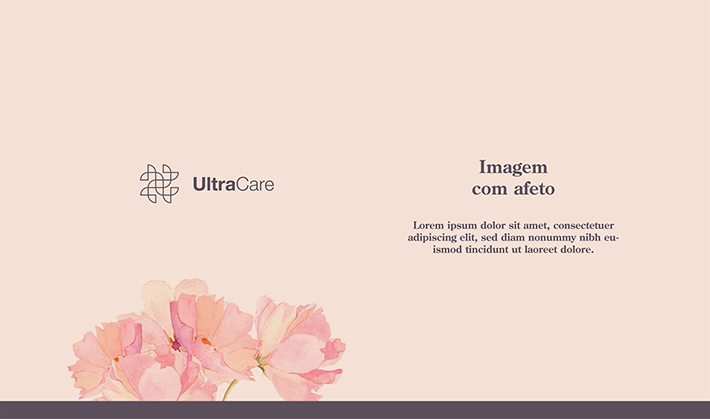 UltraCare
Imagem
com afeto
Lorem ipsum dolor sit amet, consectetuer
adipiscing elit, sed diam nonummy nibh eu-
ismod tincidunt ut laoreet dolore.